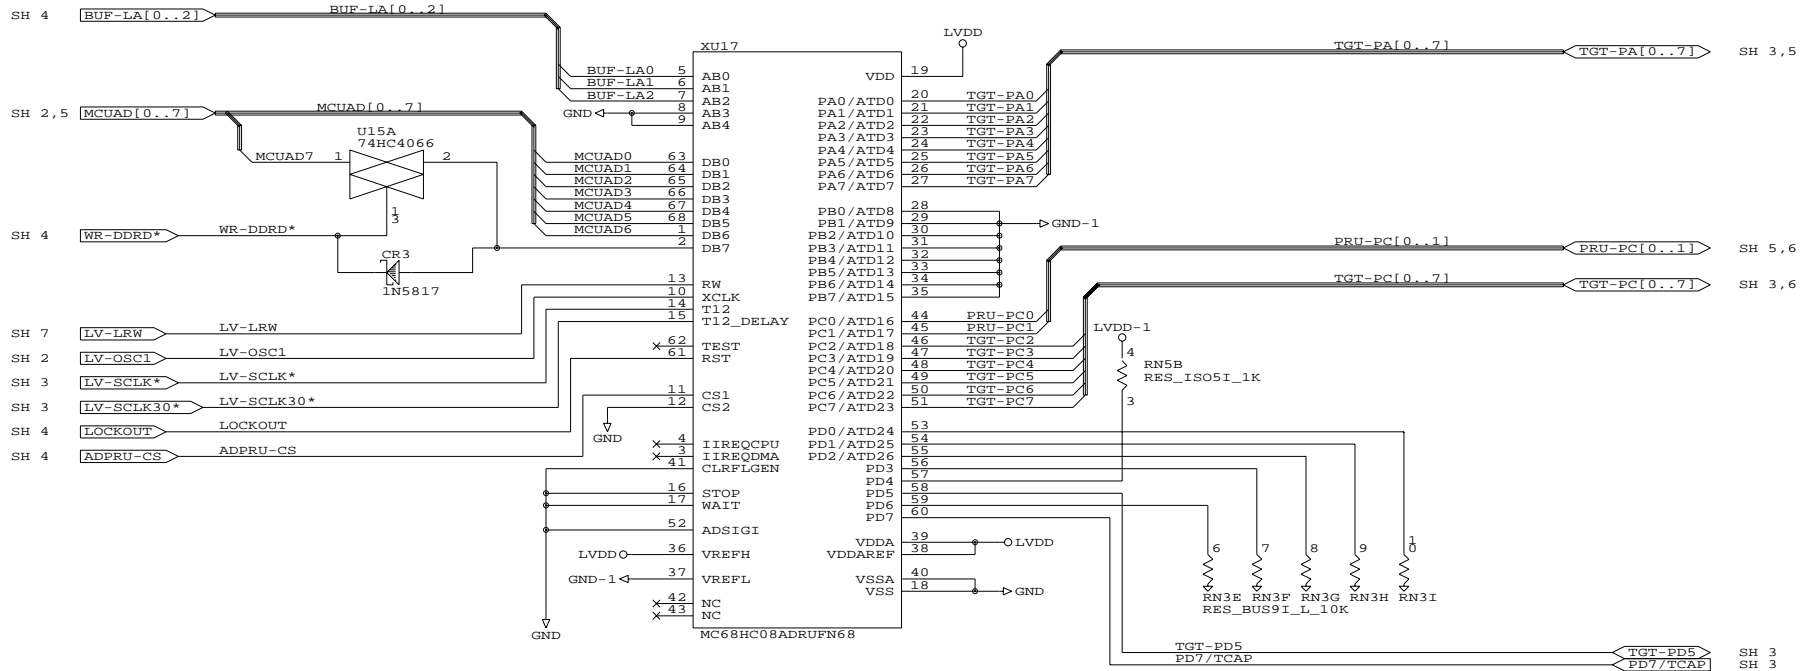 SH 4 BUF-LA[0..2] BUF-LA[0..2]
XU17
LVDD
TGT-PA[0..7] TGT-PA[0..7] SH 3,5
BUF-LA0 5 AB0
BUF-LA1 6 AB1
BUF-LA2 7 AB2
GND 8 AB3
9 AB4
VDD 19
SH 2,5 MCUAD[0..7] MCUAD[0..7]
PA0/ATD0 20 TGT-PA0
PA1/ATD1 21 TGT-PA1
PA2/ATD2 22 TGT-PA2
PA3/ATD3 23 TGT-PA3
PA4/ATD4 24 TGT-PA4
PA5/ATD5 25 TGT-PA5
PA6/ATD6 26 TGT-PA6
PA7/ATD7 27 TGT-PA7
U15A
74HC4066
MCUAD7 1 2
13
MCUAD0 63 DB0
MCUAD1 64 DB1
MCUAD2 65 DB2
MCUAD3 66 DB3
MCUAD4 67 DB4
MCUAD5 68 DB5
MCUAD6 1 DB6
2 DB7
PB0/ATD8 28
PB1/ATD9 29 GND-1
PB2/ATD10 30
PB3/ATD11 31
PB4/ATD12 32
PB5/ATD13 33
PB6/ATD14 34
PB7/ATD15 35
SH 4 WR-DDRD* WR-DDRD*
CR3
1N5817
PRU-PC[0..1] PRU-PC[0..1] SH 5,6
TGT-PC[0..7] TGT-PC[0..7] SH 3,6
13 RW
10 XCLK
14 T12
15 T12_DELAY
62 TEST
61 RST
SH 7 LV-LRW LV-LRW
SH 2 LV-OSC1 LV-OSC1
SH 3 LV-SCLK* LV-SCLK*
SH 3 LV-SCLK30* LV-SCLK30*
SH 4 LOCKOUT LOCKOUT
SH 4 ADPRU-CS ADPRU-CS
PC0/ATD16 44 PRU-PC0
PC1/ATD17 45 PRU-PC1
PC2/ATD18 46 TGT-PC2
PC3/ATD19 47 TGT-PC3
PC4/ATD20 48 TGT-PC4
PC5/ATD21 49 TGT-PC5
PC6/ATD22 50 TGT-PC6
PC7/ATD23 51 TGT-PC7
LVDD-1
4
RN5B
RES_ISO5I_1K
3
11 CS1
12 CS2
GND
4 IIREQCPU
3 IIREQDMA
41 CLRFLGEN
16 STOP
17 WAIT
52 ADSIGI
LVDD 36 VREFH
GND-1 37 VREFL
42 NC
43 NC
GND
PD0/ATD24 53
PD1/ATD25 54
PD2/ATD26 55
PD3 56
PD4 57
PD5 58
PD6 59
PD7 60
VDDA 39 LVDD
VDDAREF 38
VSSA 40
VSS 18 GND
6 7 8 9 10
RN3E RN3F RN3G RN3H RN3I
RES_BUS9I_L_10K
MC68HC08ADRUFN68
TGT-PD5 TGT-PD5 SH 3
PD7/TCAP PD7/TCAP SH 3